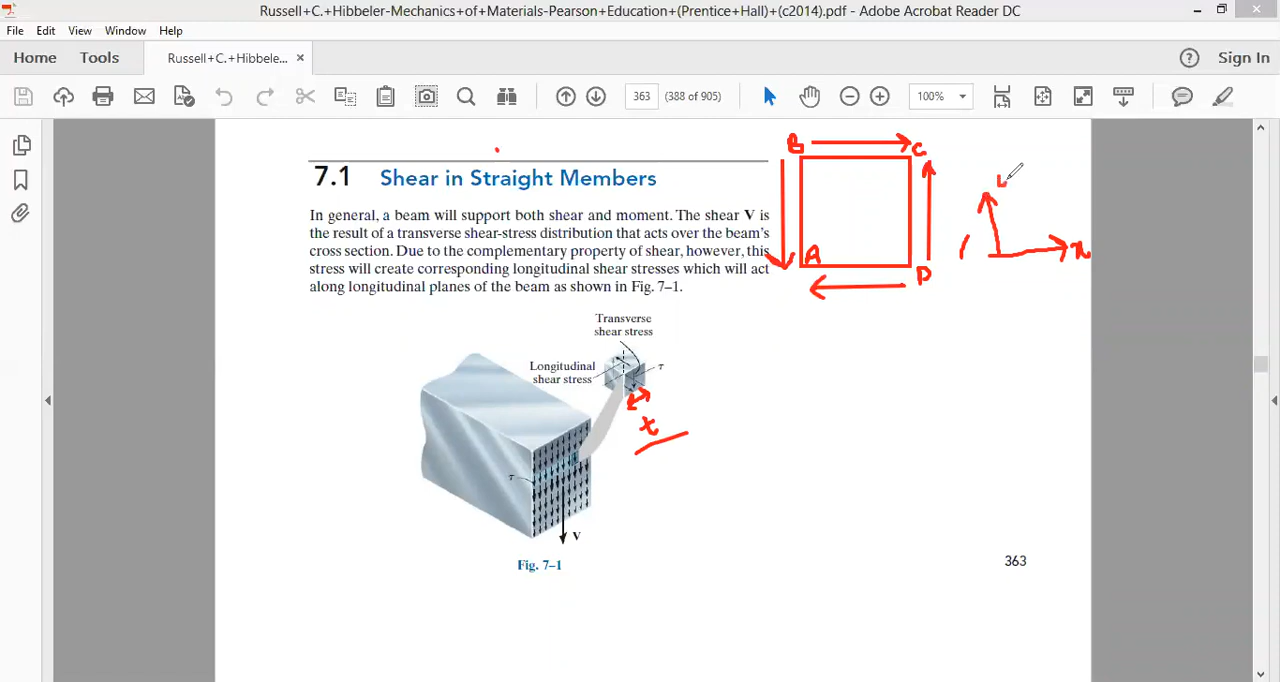 Russell+C.+Hibbeler-Mechanics+of+Materials-Pearson+Education+(Prentice+Hall)+(c2014).pdf - Adobe Acrobat Reader DC
File Edit View Window Help
Home Tools Russell+C.+Hibbele... × Sign In
363 (388 of 905) 100%
7.1 Shear in Straight Members
In general, a beam will support both shear and moment. The shear V is
the result of a transverse shear-stress distribution that acts over the beam's
cross section. Due to the complementary property of shear, however, this
stress will create corresponding longitudinal shear stresses which will act
along longitudinal planes of the beam as shown in Fig. 7–1.
B
C
A
D
x
Transverse
shear stress
Longitudinal
shear stress
τ
t
τ
V
Fig. 7–1
363